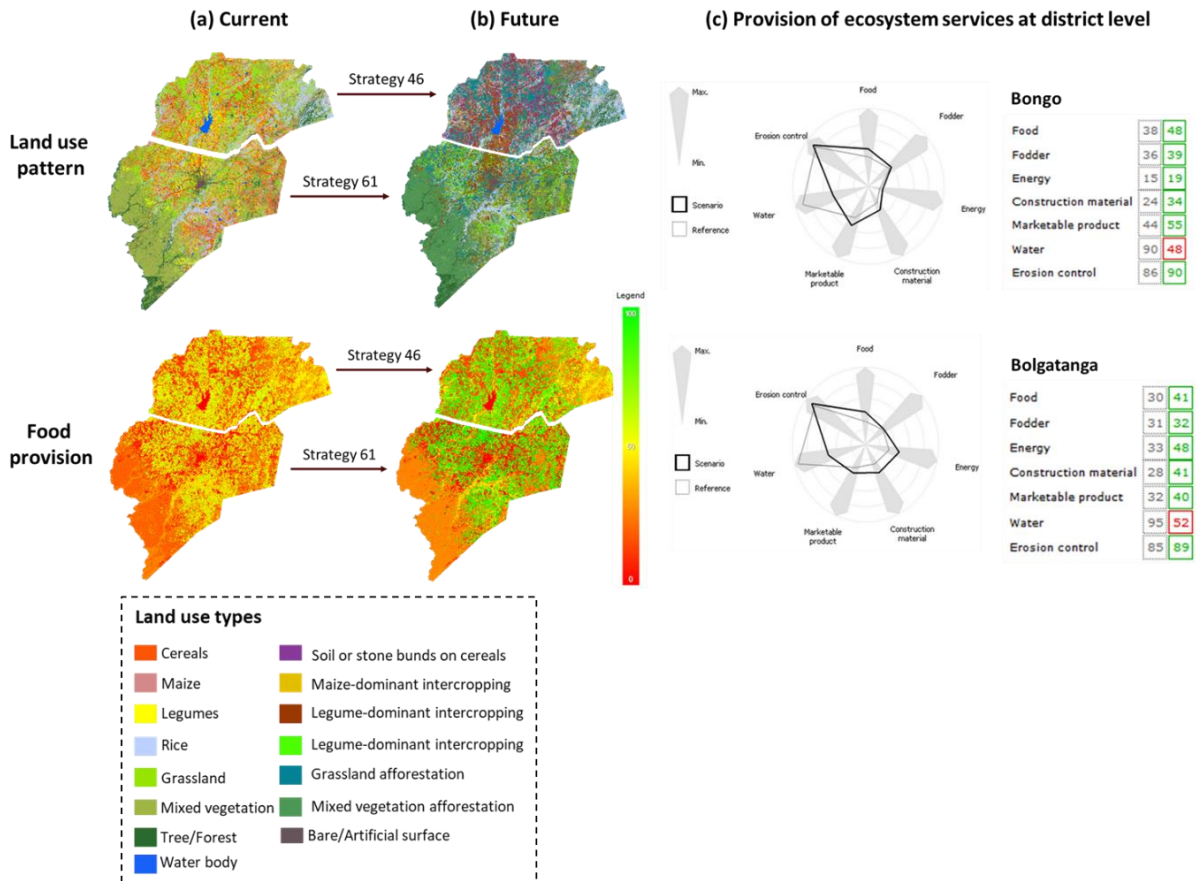 (a) Current
(b) Future
(c) Provision of ecosystem services at district level
Land use
pattern
Strategy 46
Strategy 61
Max.
Min.
Scenario
Reference
Food
Fodder
Energy
Construction
material
Marketable
product
Water
Erosion control
Bongo
Food 38 48
Fodder 36 39
Energy 15 19
Construction material 24 34
Marketable product 44 55
Water 90 48
Erosion control 86 90
Food
provision
Strategy 46
Strategy 61
Legend
100
50
0
Max.
Min.
Scenario
Reference
Food
Fodder
Energy
Construction
material
Marketable
product
Water
Erosion control
Bolgatanga
Food 30 41
Fodder 31 32
Energy 33 48
Construction material 28 41
Marketable product 32 40
Water 95 52
Erosion control 85 89
Land use types
Cereals
Maize
Legumes
Rice
Grassland
Mixed vegetation
Tree/Forest
Water body
Soil or stone bunds on cereals
Maize-dominant intercropping
Legume-dominant intercropping
Legume-dominant intercropping
Grassland afforestation
Mixed vegetation afforestation
Bare/Artificial surface